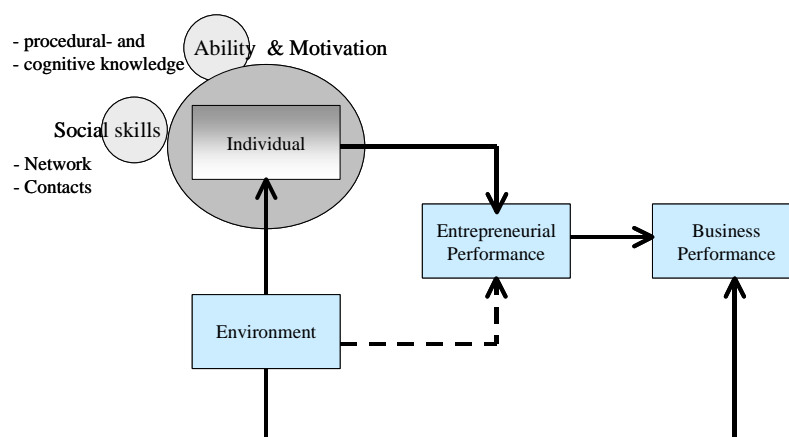 - procedural- and
- cognitive knowledge
Ability & Motivation
Social skills
- Network
- Contacts
Individual
Entrepreneurial
Performance
Business
Performance
Environment